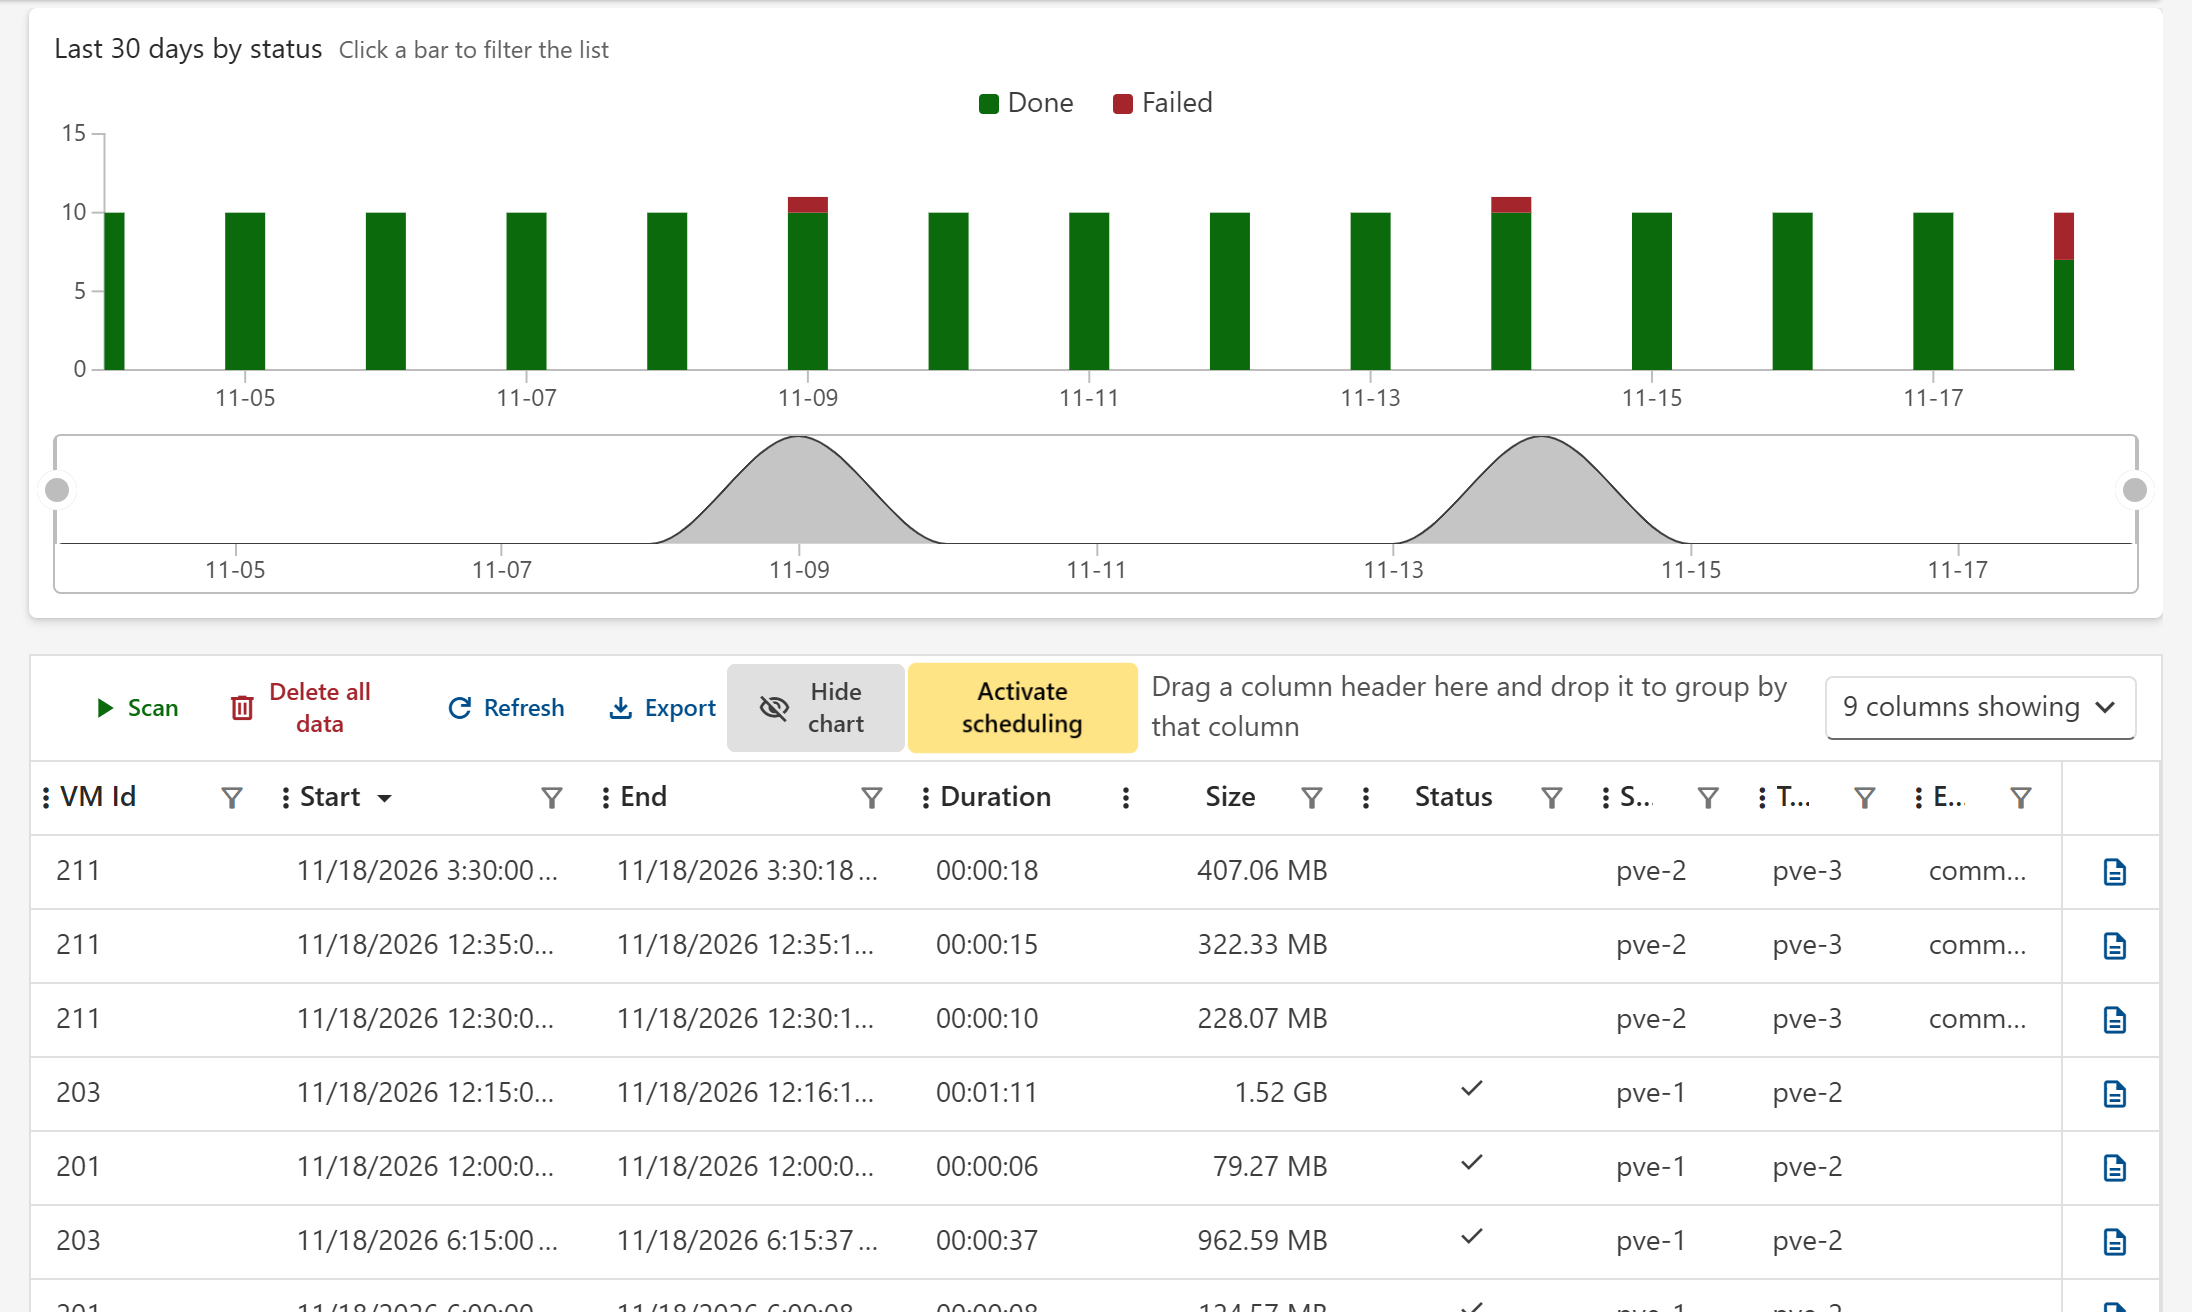 Last 30 days by status Click a bar to filter the list
Done Failed
15
10
5
0
11-05 11-07 11-09 11-11 11-13 11-15 11-17
11-05 11-07 11-09 11-11 11-13 11-15 11-17
Scan Delete all data Refresh Export Hide chart Activate scheduling Drag a column header here and drop it to group by that column 9 columns showing
VM Id Start End Duration Size Status S... T... E...
211 11/18/2026 3:30:00 ... 11/18/2026 3:30:18 ... 00:00:18 407.06 MB pve-2 pve-3 comm...
211 11/18/2026 12:35:0... 11/18/2026 12:35:1... 00:00:15 322.33 MB pve-2 pve-3 comm...
211 11/18/2026 12:30:0... 11/18/2026 12:30:1... 00:00:10 228.07 MB pve-2 pve-3 comm...
203 11/18/2026 12:15:0... 11/18/2026 12:16:1... 00:01:11 1.52 GB pve-1 pve-2
201 11/18/2026 12:00:0... 11/18/2026 12:00:0... 00:00:06 79.27 MB pve-1 pve-2
203 11/18/2026 6:15:00 ... 11/18/2026 6:15:37 ... 00:00:37 962.59 MB pve-1 pve-2